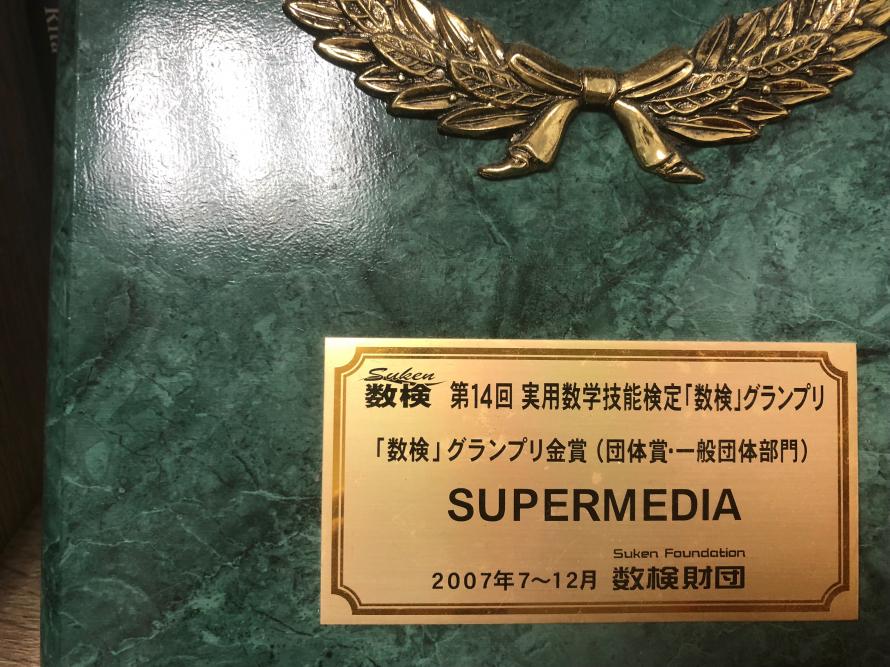 Suken
数検 第14回 実用数学技能検定「数検」グランプリ
「数検」グランプリ金賞（団体賞・一般団体部門）
SUPERMEDIA
Suken Foundation
2007年7～12月 数検財団